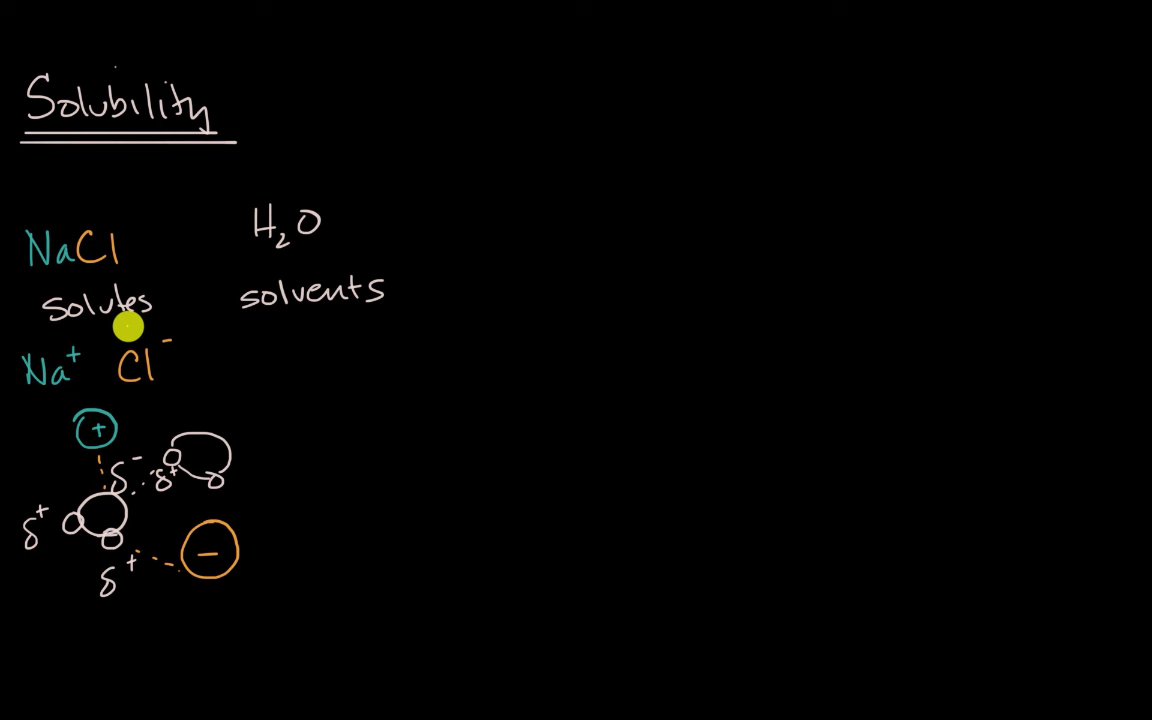 Solubility
NaCl
H₂O
solutes
solvents
Na⁺ Cl⁻
+
δ⁻
δ⁺
δ⁺
−
δ⁺